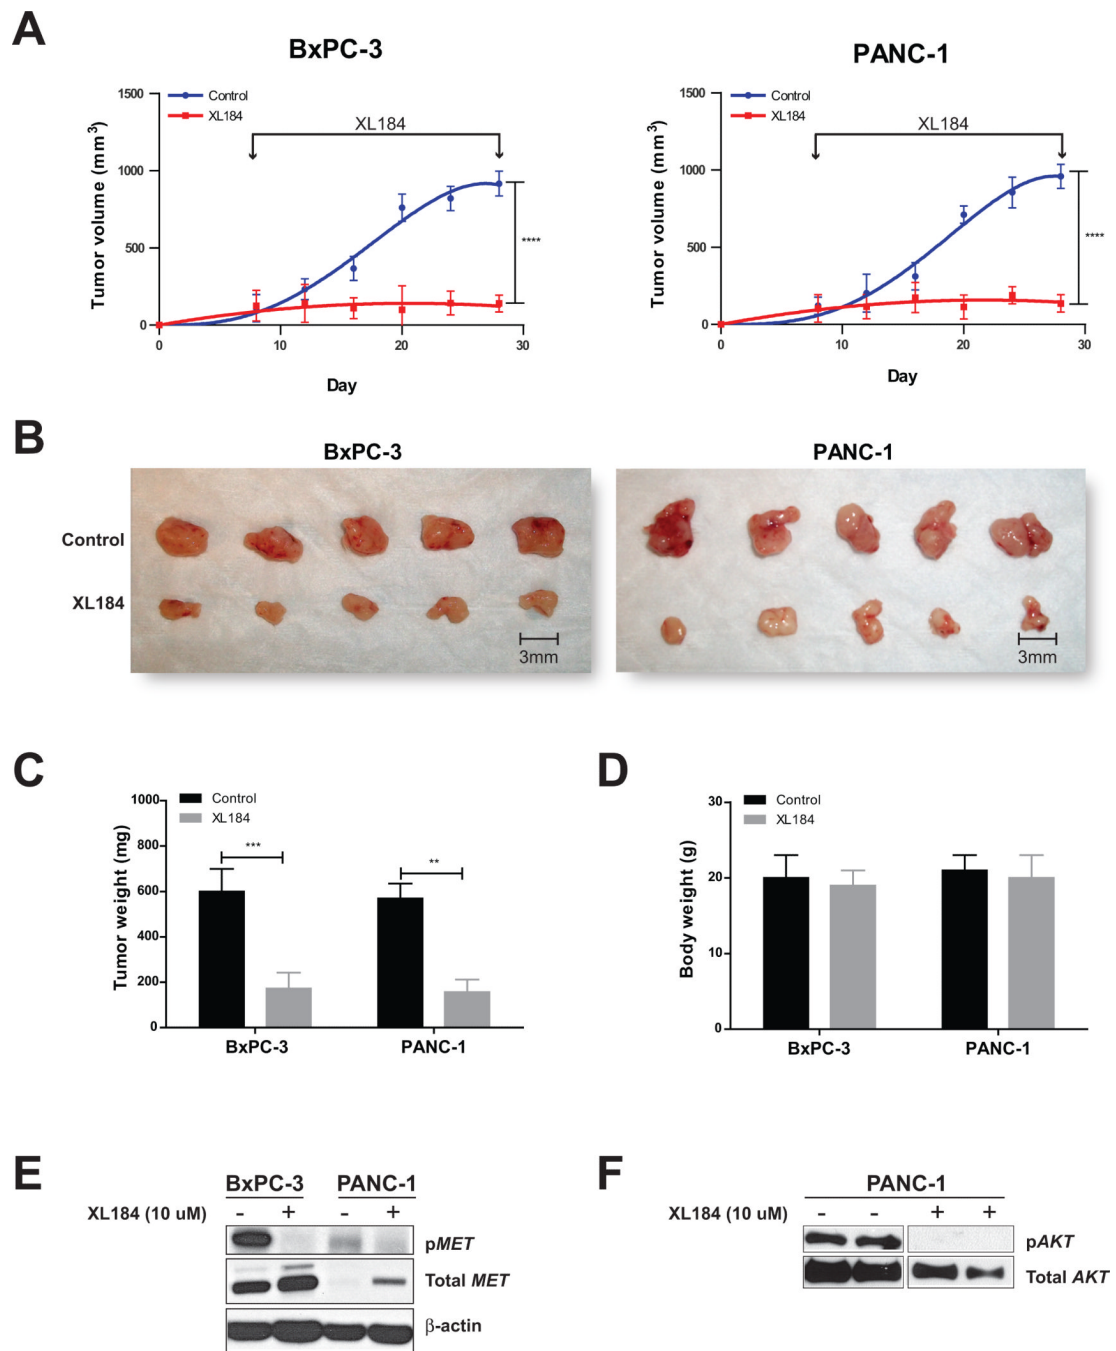 A
BxPC-3
PANC-1
1500
1000
500
0
0
10
20
30
Tumor volume (mm³)
Day
Control
XL184
XL184
****
1500
1000
500
0
0
10
20
30
Tumor volume (mm³)
Day
Control
XL184
XL184
****
B
BxPC-3
PANC-1
Control
XL184
3mm
3mm
C
1000
800
600
400
200
0
Tumor weight (mg)
Control
XL184
***
**
BxPC-3
PANC-1
D
30
20
10
0
Body weight (g)
Control
XL184
BxPC-3
PANC-1
E
BxPC-3
PANC-1
XL184 (10 uM)
- + - +
pMET
Total MET
β-actin
F
PANC-1
XL184 (10 uM)
- - + +
pAKT
Total AKT